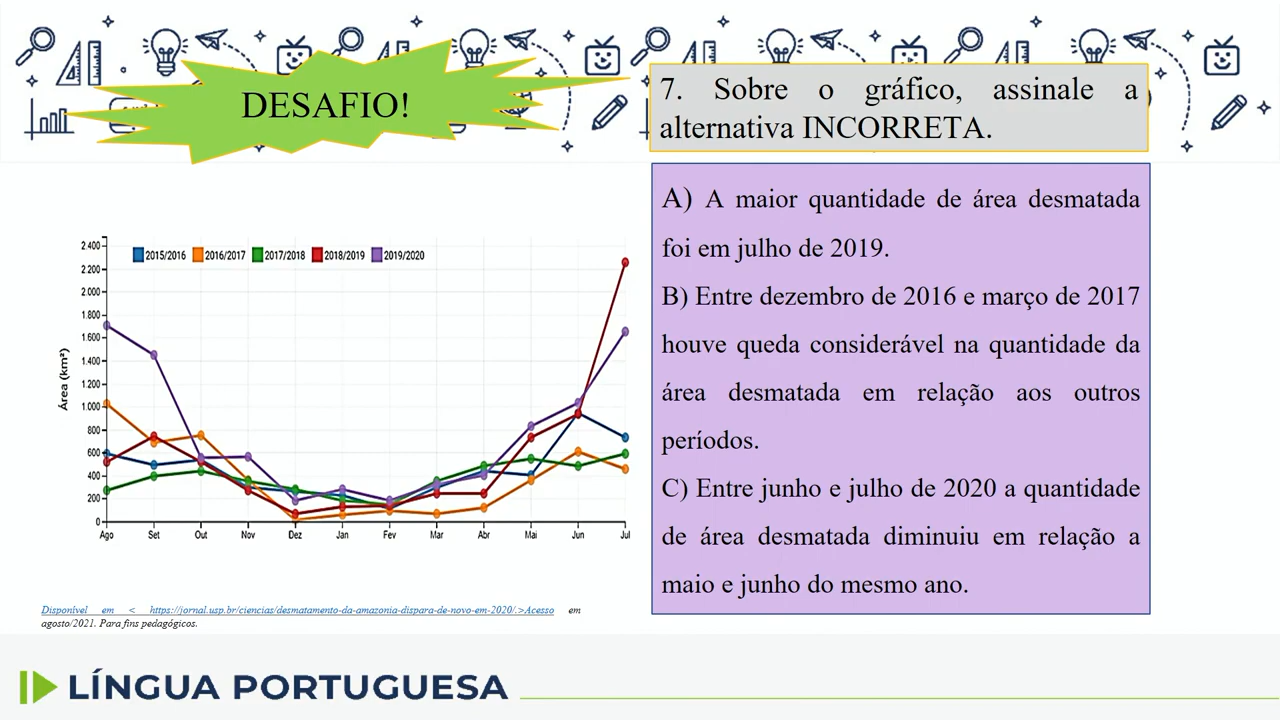 DESAFIO!
7. Sobre o gráfico, assinale a
alternativa INCORRETA.
A) A maior quantidade de área desmatada
foi em julho de 2019.
B) Entre dezembro de 2016 e março de 2017
houve queda considerável na quantidade da
área desmatada em relação aos outros
períodos.
C) Entre junho e julho de 2020 a quantidade
de área desmatada diminuiu em relação a
maio e junho do mesmo ano.
2015/2016 2016/2017 2017/2018 2018/2019 2019/2020
Área (km²)
2.400
2.200
2.000
1.800
1.600
1.400
1.200
1.000
800
600
400
200
0
Ago Set Out Nov Dez Jan Fev Mar Abr Mai Jun Jul
Disponível em < https://jornal.usp.br/ciencias/desmatamento-da-amazonia-dispara-de-novo-em-2020/.>Acesso em
agosto/2021. Para fins pedagógicos.
LÍNGUA PORTUGUESA